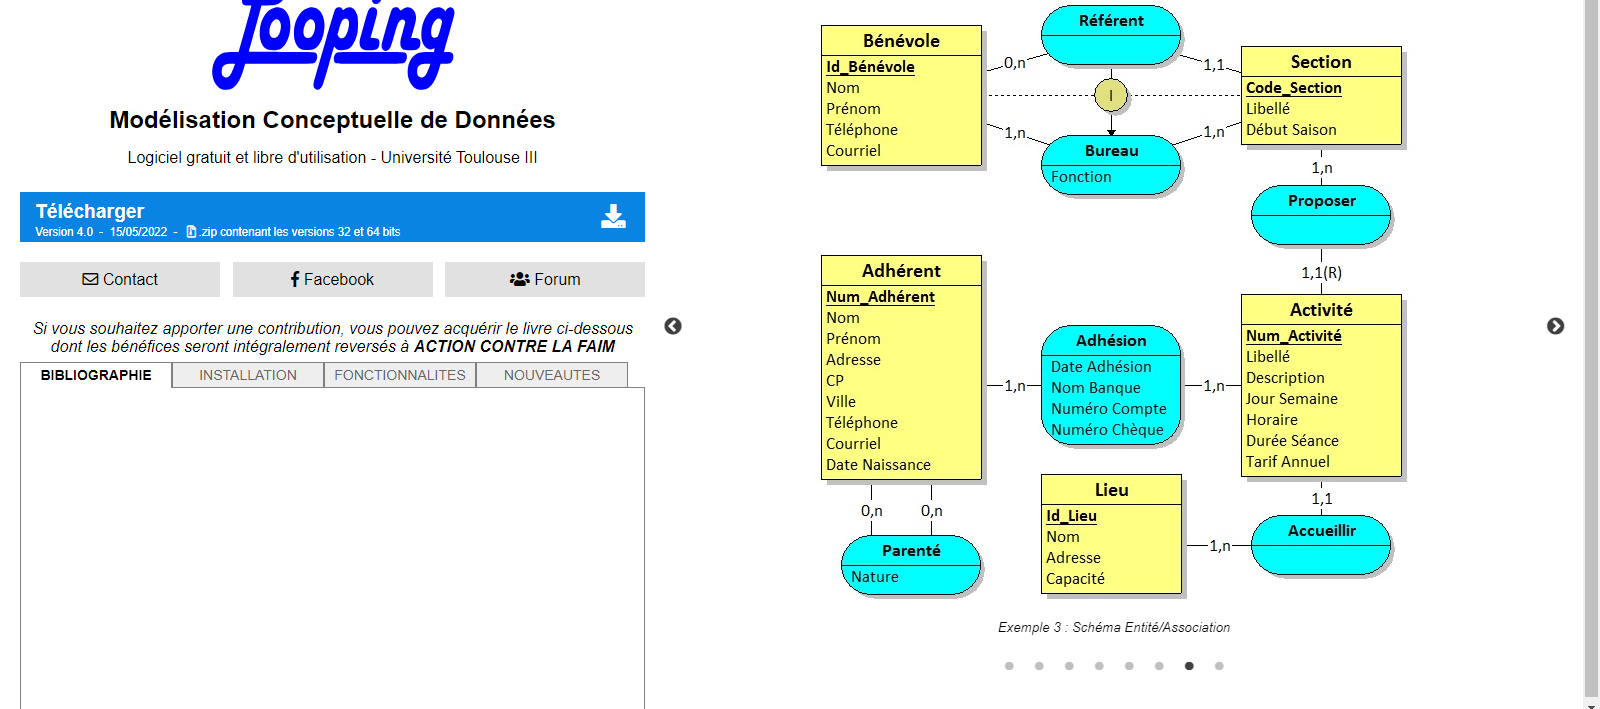 Looping
Modélisation Conceptuelle de Données
Logiciel gratuit et libre d'utilisation - Université Toulouse III
Télécharger
Version 4.0 - 15/05/2022 - .zip contenant les versions 32 et 64 bits
Contact
Facebook
Forum
Si vous souhaitez apporter une contribution, vous pouvez acquérir le livre ci-dessous
dont les bénéfices seront intégralement reversés à ACTION CONTRE LA FAIM
BIBLIOGRAPHIE
INSTALLATION
FONCTIONNALITES
NOUVEAUTES
Bénévole
Id_Bénévole
Nom
Prénom
Téléphone
Courriel
0,n
1,n
Référent
I
Bureau
Fonction
1,1
1,n
Section
Code_Section
Libellé
Début Saison
1,n
Proposer
1,1(R)
Adhérent
Num_Adhérent
Nom
Prénom
Adresse
CP
Ville
Téléphone
Courriel
Date Naissance
1,n
Adhésion
Date Adhésion
Nom Banque
Numéro Compte
Numéro Chèque
1,n
Activité
Num_Activité
Libellé
Description
Jour Semaine
Horaire
Durée Séance
Tarif Annuel
0,n
0,n
Parenté
Nature
Lieu
Id_Lieu
Nom
Adresse
Capacité
1,n
1,1
Accueillir
Exemple 3 : Schéma Entité/Association